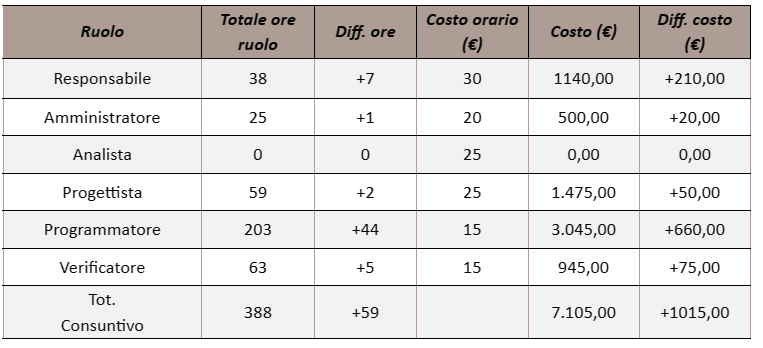 Ruolo Totale ore ruolo Diff. ore Costo orario (€) Costo (€) Diff. costo (€)
Responsabile 38 +7 30 1140,00 +210,00
Amministratore 25 +1 20 500,00 +20,00
Analista 0 0 25 0,00 0,00
Progettista 59 +2 25 1.475,00 +50,00
Programmatore 203 +44 15 3.045,00 +660,00
Verificatore 63 +5 15 945,00 +75,00
Tot. Consuntivo 388 +59 7.105,00 +1015,00